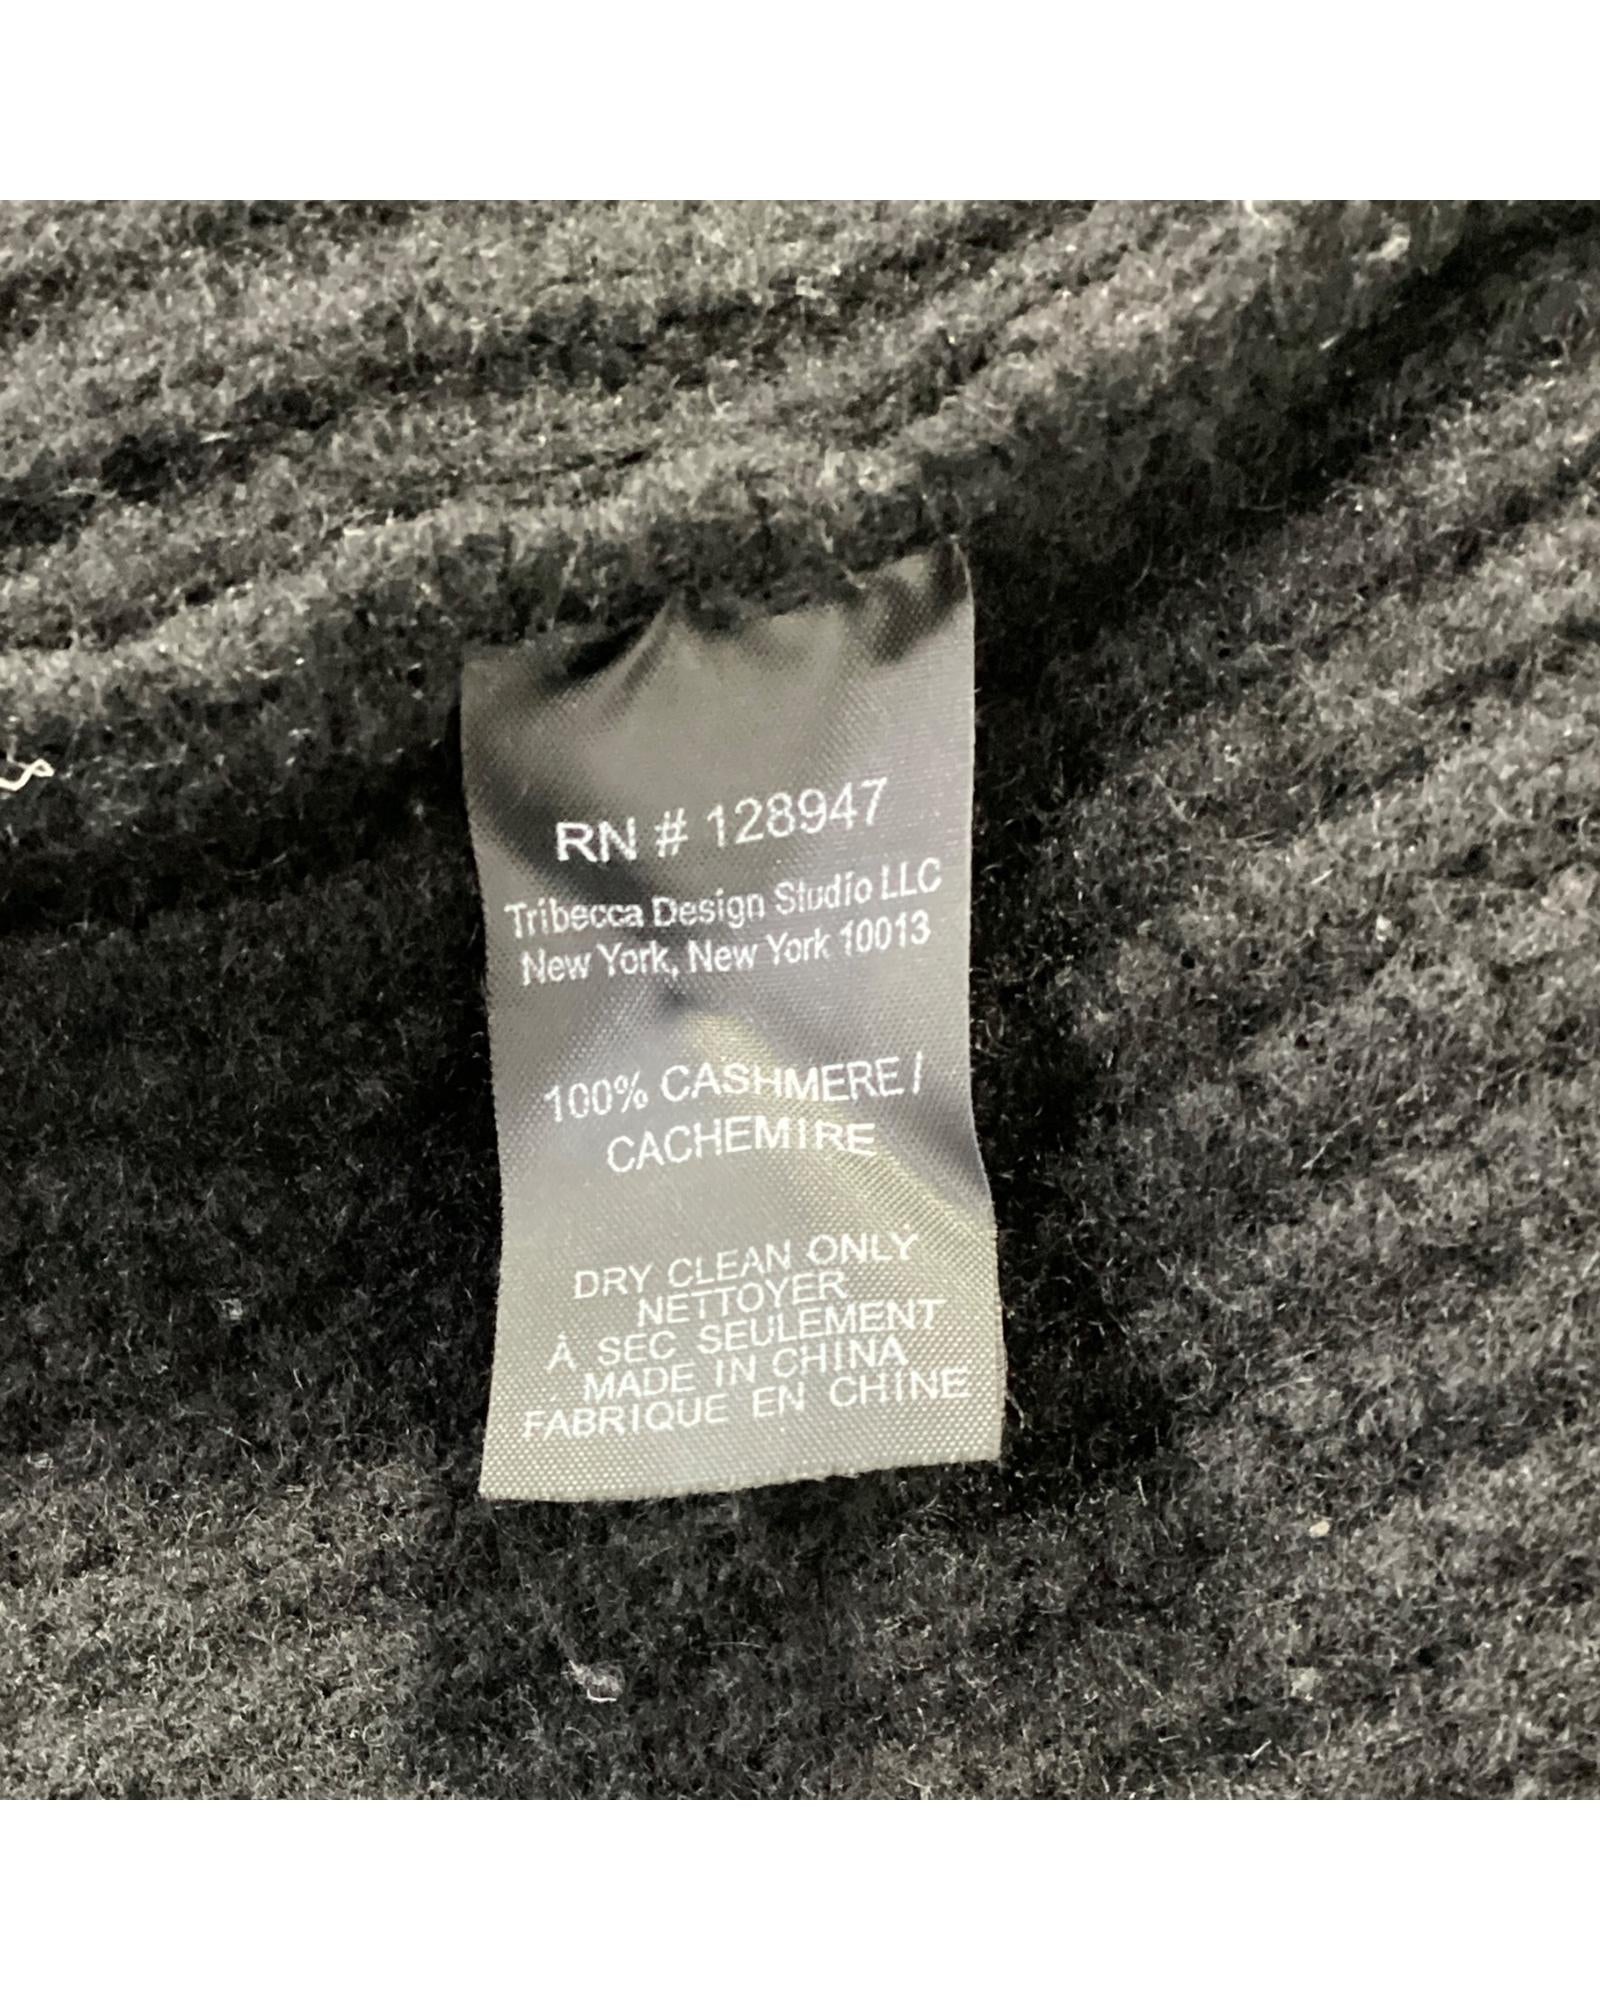 RN # 128947
Tribecca Design Studio LLC
New York, New York 10013
100% CASHMERE /
CACHEMIRE
DRY CLEAN ONLY
NETTOYER
À SEC SEULEMENT
MADE IN CHINA
FABRIQUE EN CHINE